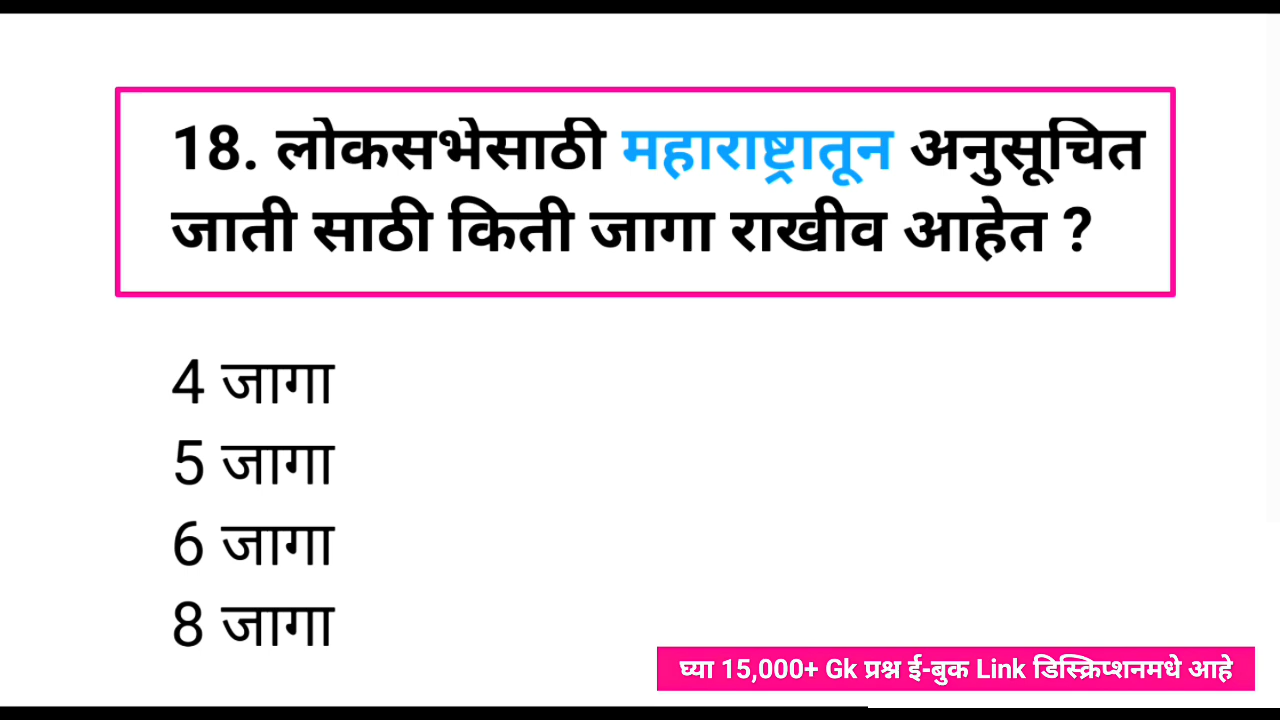 18. लोकसभेसाठी महाराष्ट्रातून अनुसूचित
जाती साठी किती जागा राखीव आहेत ?
4 जागा
5 जागा
6 जागा
8 जागा
घ्या 15,000+ Gk प्रश्न ई-बुक Link डिस्क्रिप्शनमधे आहे